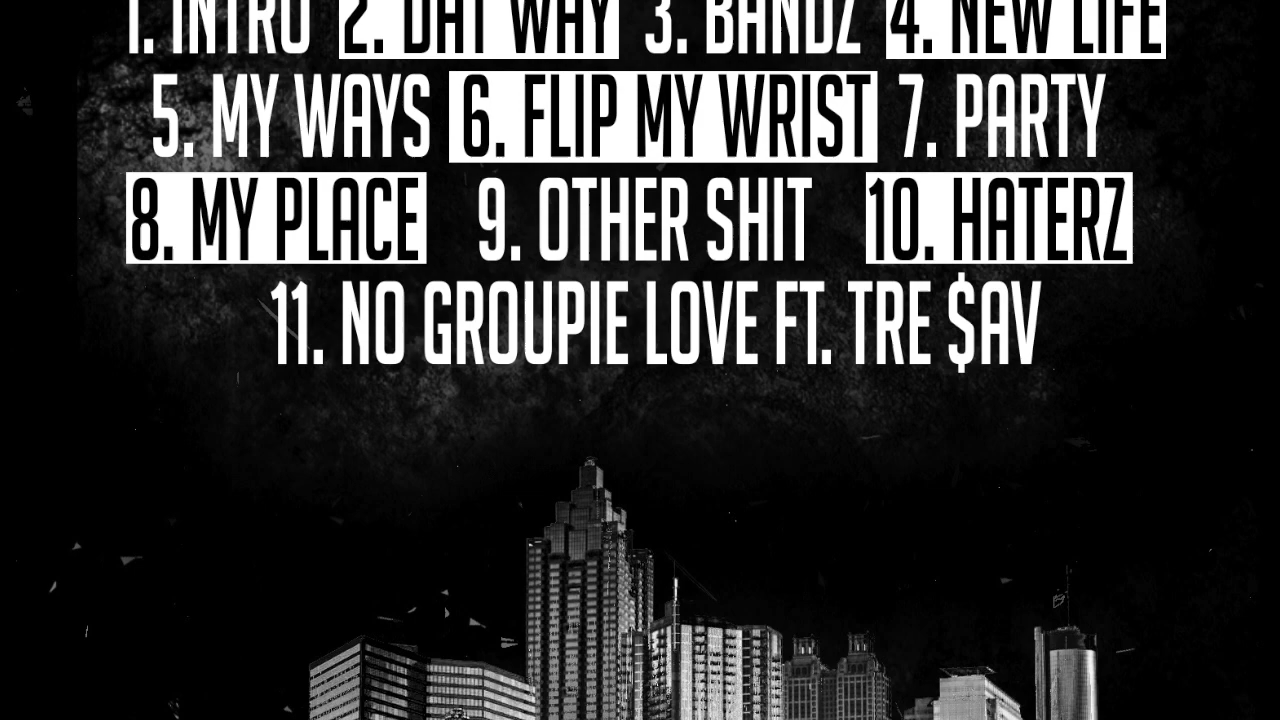 1. INTRO 2. DAT WAY 3. BANDZ 4. NEW LIFE
5. MY WAYS 6. FLIP MY WRIST 7. PARTY
8. MY PLACE 9. OTHER SHIT 10. HATERZ
11. NO GROUPIE LOVE FT. TRE $AV